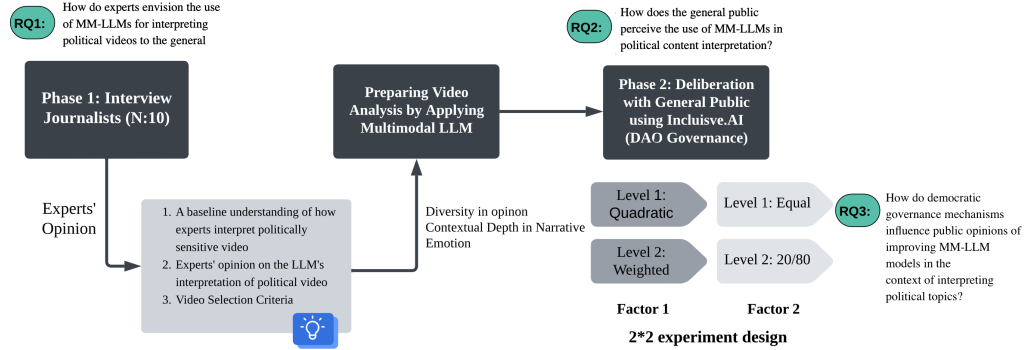 RQ1:
How do experts envision the use
of MM-LLMs for interpreting
political videos to the general
RQ2:
How does the general public
perceive the use of MM-LLMs in
political content interpretation?
Phase 1: Interview
Journalists (N:10)
Preparing Video
Analysis by Applying
Multimodal LLM
Phase 2: Deliberation
with General Public
using Incluisve.AI
(DAO Governance)
Experts'
Opinion
1. A baseline understanding of how
experts interpret politically
sensitive video
2. Experts' opinion on the LLM's
interpretation of political video
3. Video Selection Criteria
Diversity in opinon
Contextual Depth in Narrative
Emotion
Level 1:
Quadratic
Level 1: Equal
Level 2:
Weighted
Level 2: 20/80
Factor 1
Factor 2
2*2 experiment design
RQ3:
How do democratic
governance mechanisms
influence public opinions of
improving MM-LLM
models in the
context of interpreting
political topics?